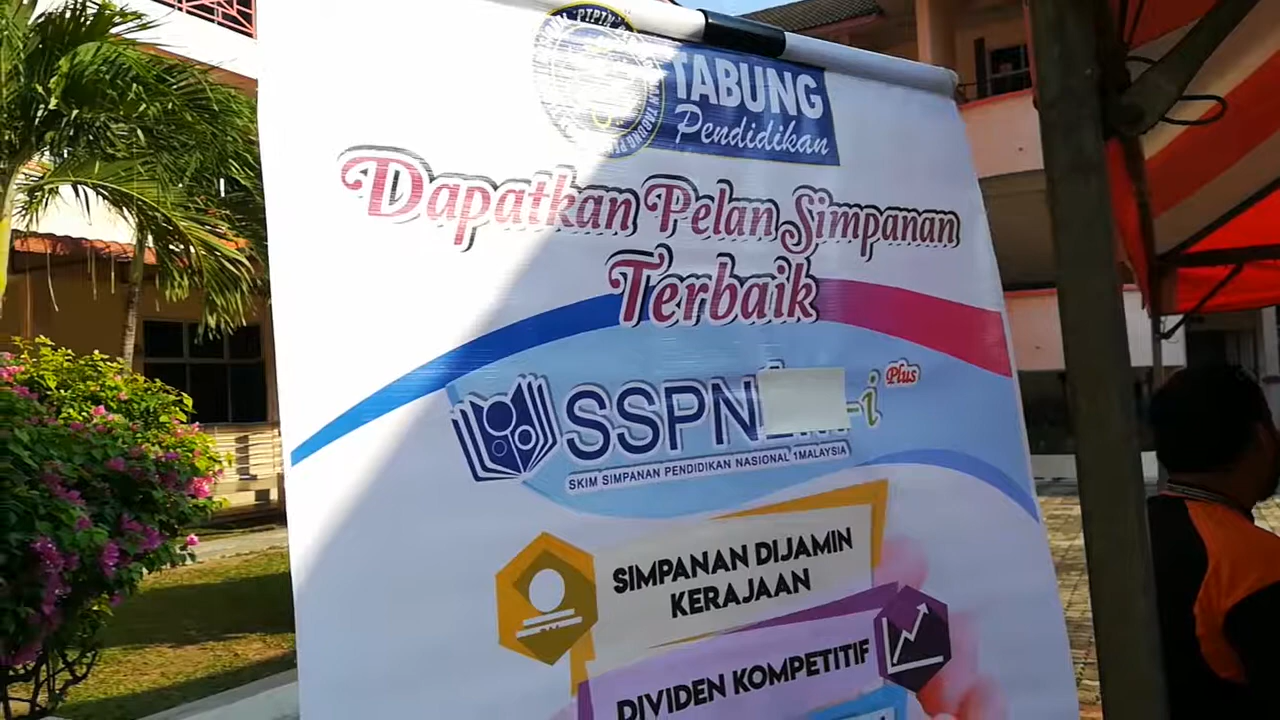 TABUNG
Pendidikan
Dapatkan Pelan Simpanan
Terbaik
SSPN -i Plus
SKIM SIMPANAN PENDIDIKAN NASIONAL 1MALAYSIA
SIMPANAN DIJAMIN
KERAJAAN
DIVIDEN KOMPETITIF